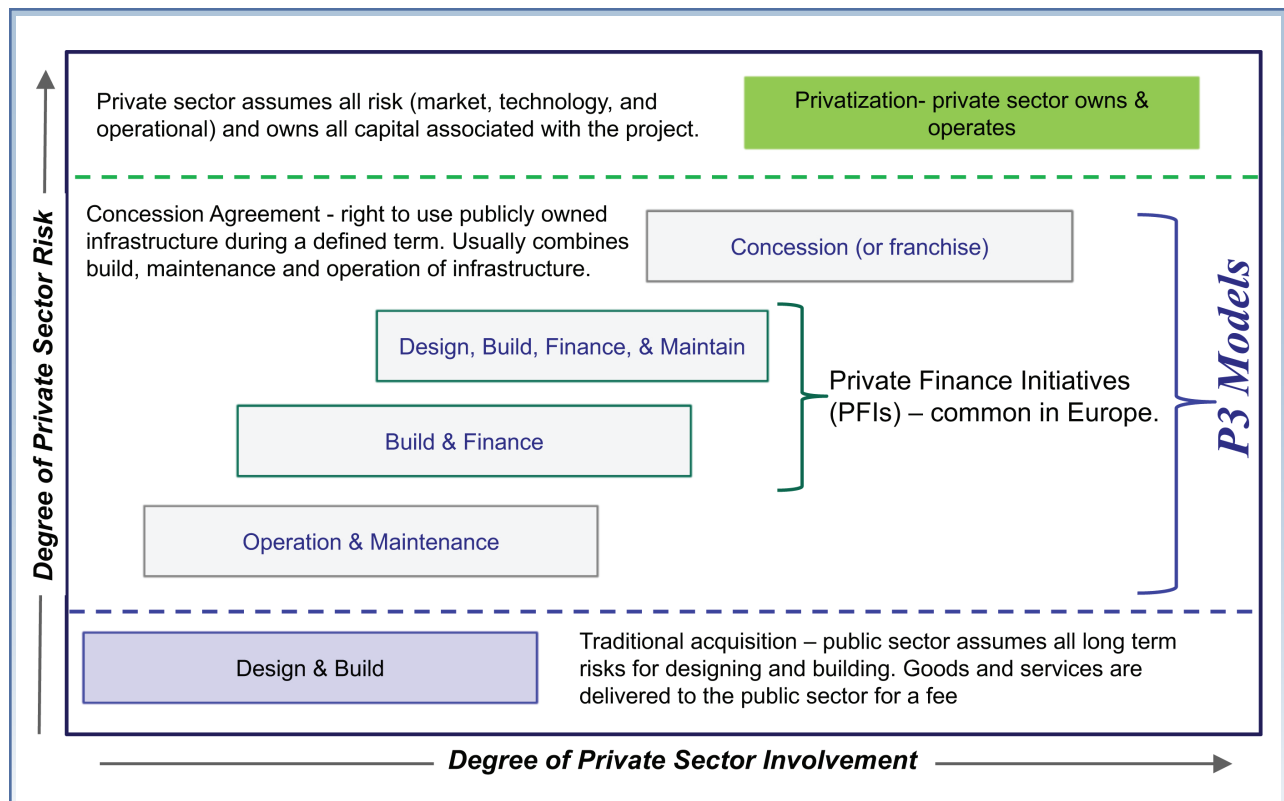 Private sector assumes all risk (market, technology, and
operational) and owns all capital associated with the project.
Privatization- private sector owns &
operates
Concession Agreement - right to use publicly owned
infrastructure during a defined term. Usually combines
build, maintenance and operation of infrastructure.
Concession (or franchise)
Design, Build, Finance, & Maintain
Private Finance Initiatives
(PFIs) – common in Europe.
Build & Finance
Operation & Maintenance
P3 Models
Design & Build
Traditional acquisition – public sector assumes all long term
risks for designing and building. Goods and services are
delivered to the public sector for a fee
Degree of Private Sector Risk
Degree of Private Sector Involvement